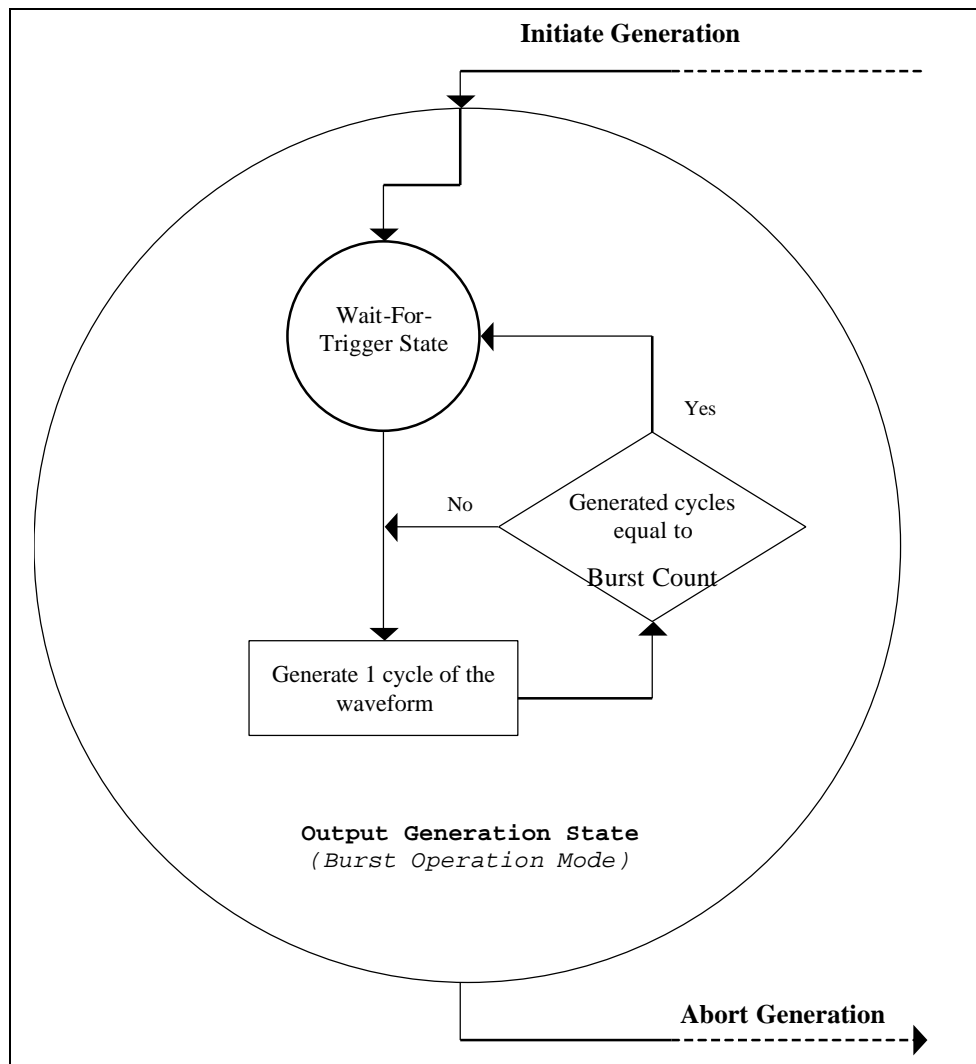 Initiate Generation
Wait-For-
Trigger State
Yes
No
Generated cycles
equal to
Burst Count
Generate 1 cycle of the
waveform
Output Generation State
(Burst Operation Mode)
Abort Generation